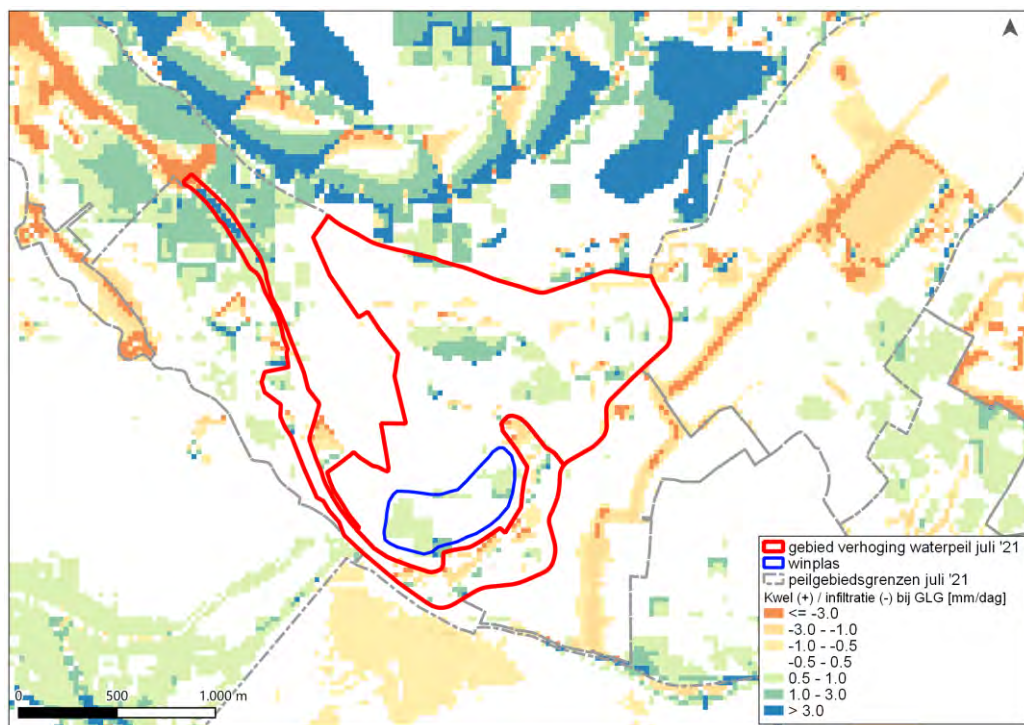 gebied verhoging waterpeil juli '21
winplas
peilgebiedsgrenzen juli '21
Kwel (+) / infiltratie (-) bij GLG [mm/dag]
<= -3.0
-3.0 - -1.0
-1.0 - -0.5
-0.5 - 0.5
0.5 - 1.0
1.0 - 3.0
> 3.0
0 500 1.000 m